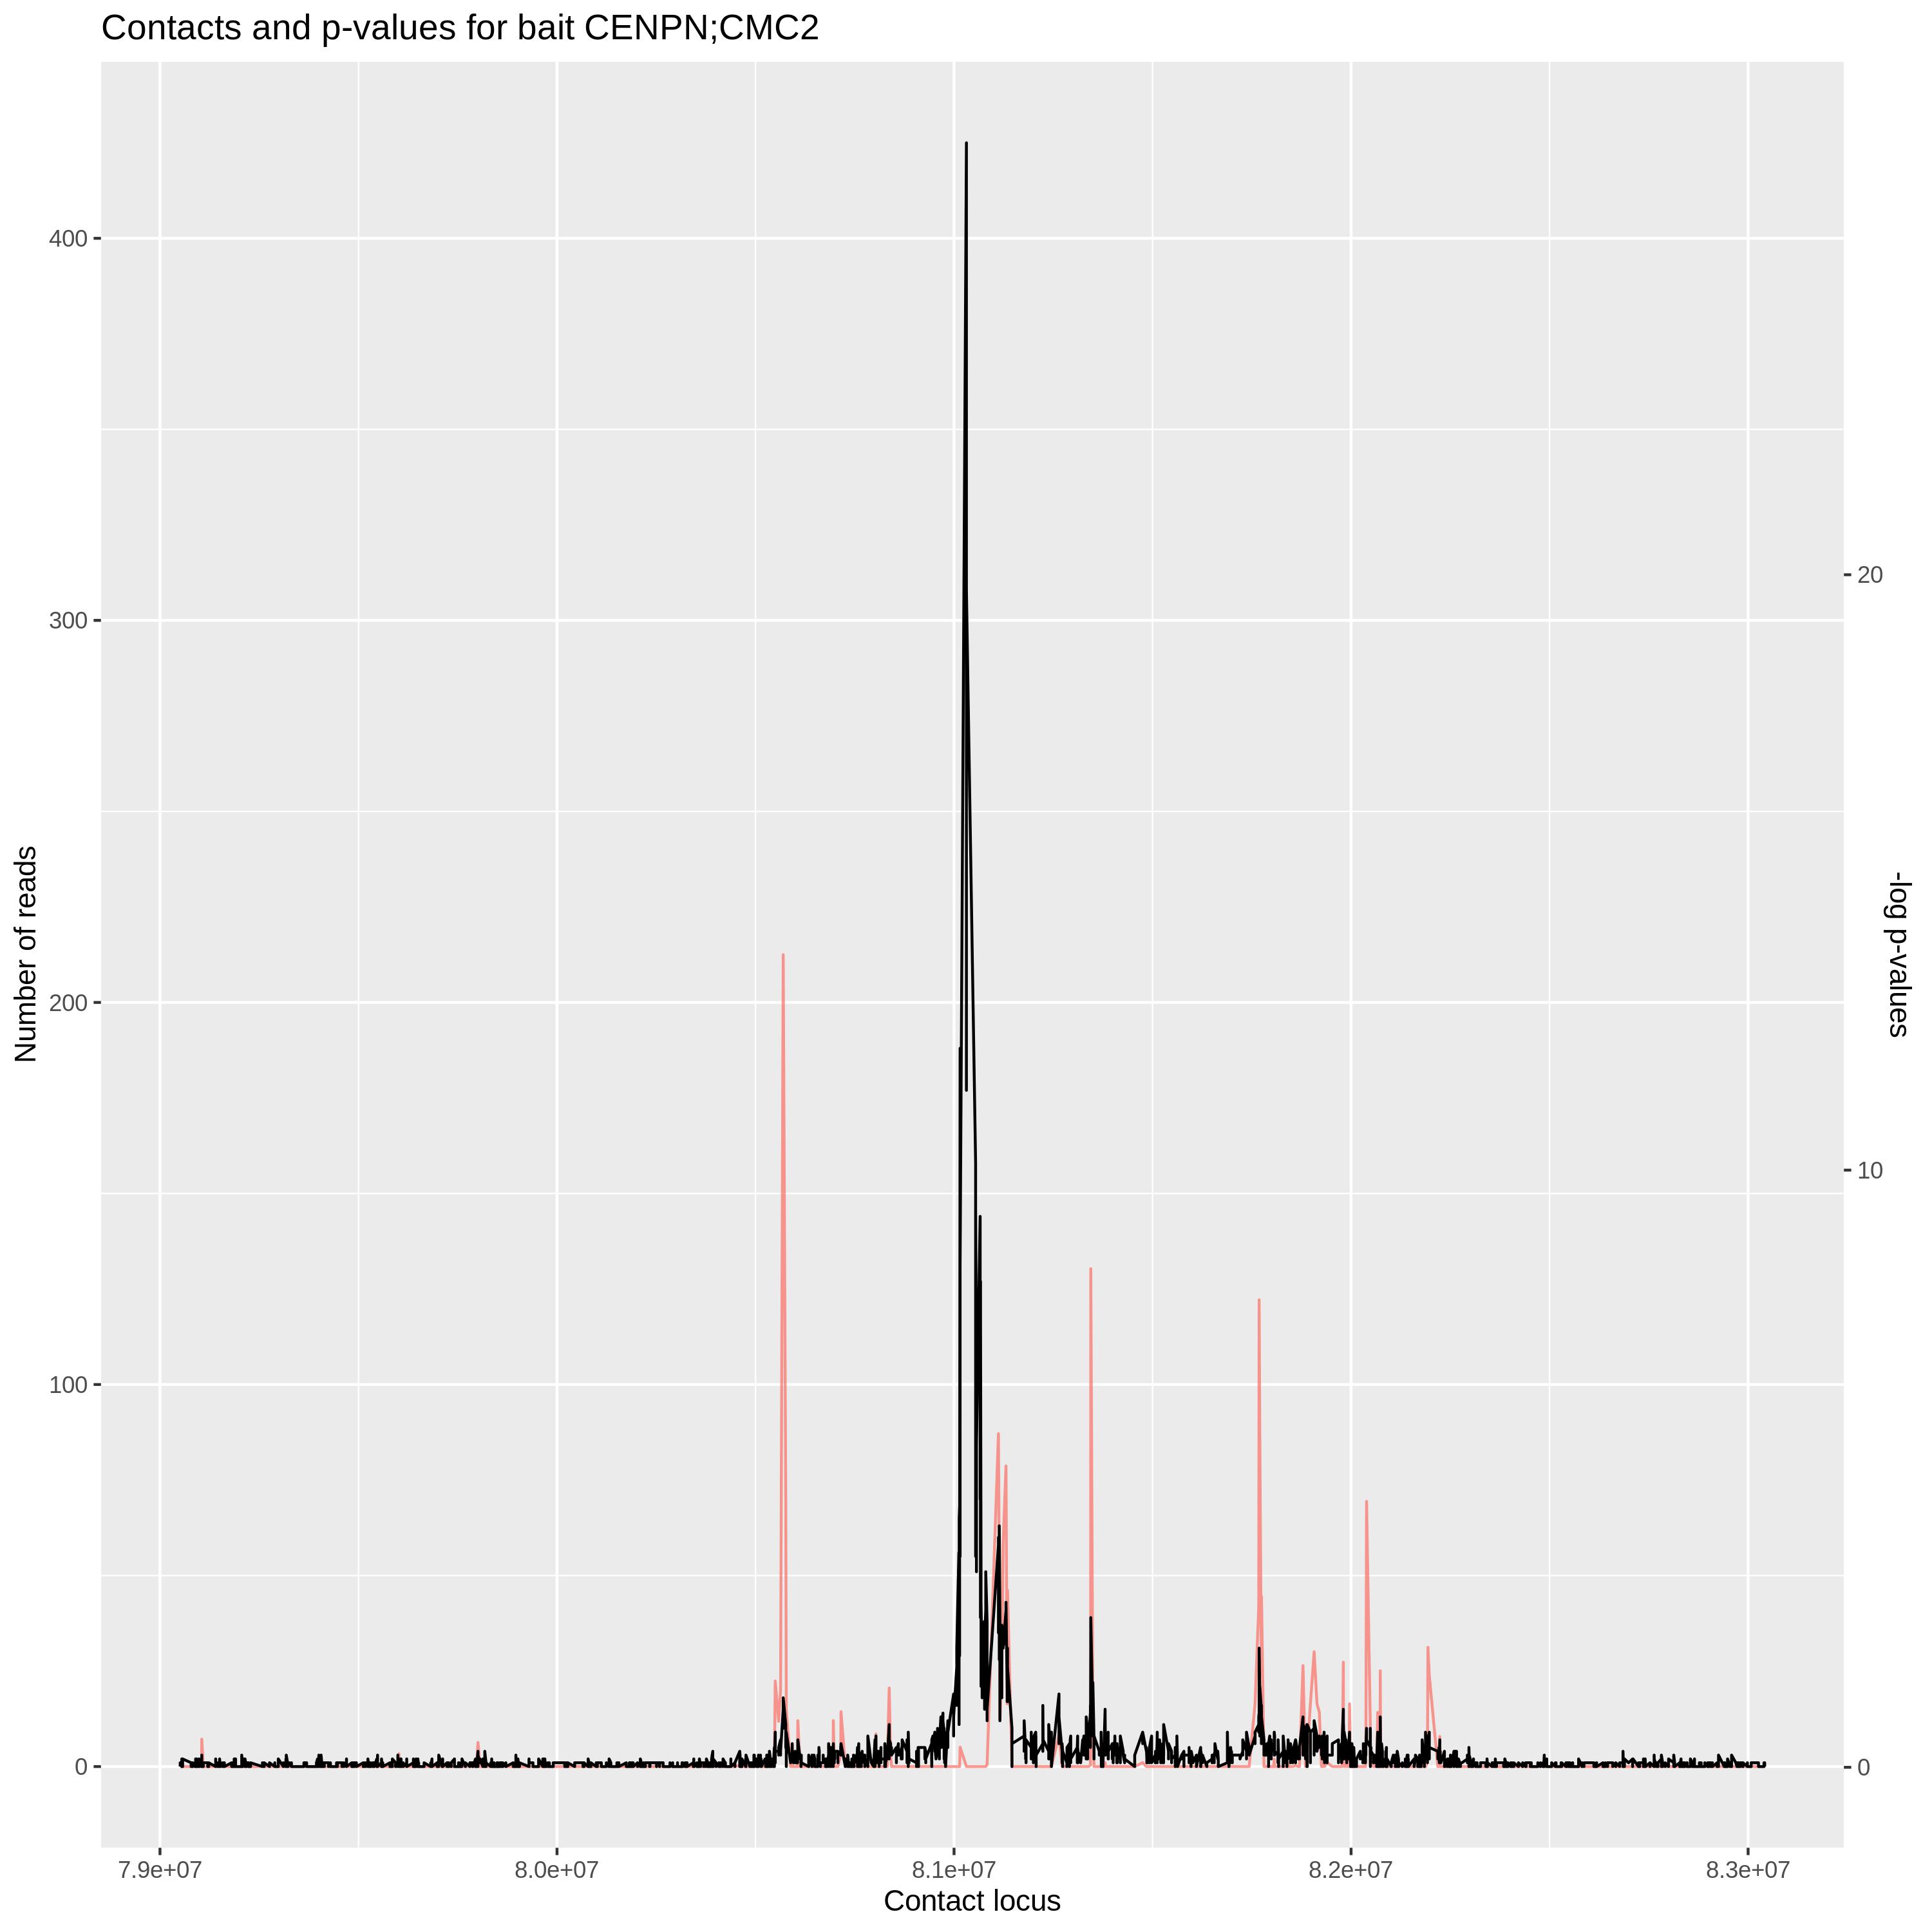 Contacts and p-values for bait CENPN;CMC2
400
300
200
100
0
Number of reads
20
10
0
-log p-values
7.9e+07
8.0e+07
8.1e+07
8.2e+07
8.3e+07
Contact locus